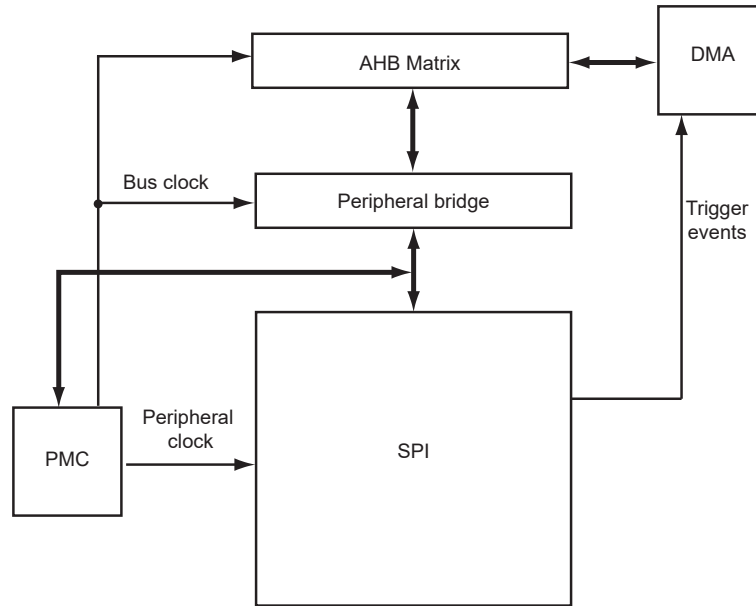 AHB Matrix
DMA
Bus clock
Peripheral bridge
Trigger
events
Peripheral
clock
PMC
SPI